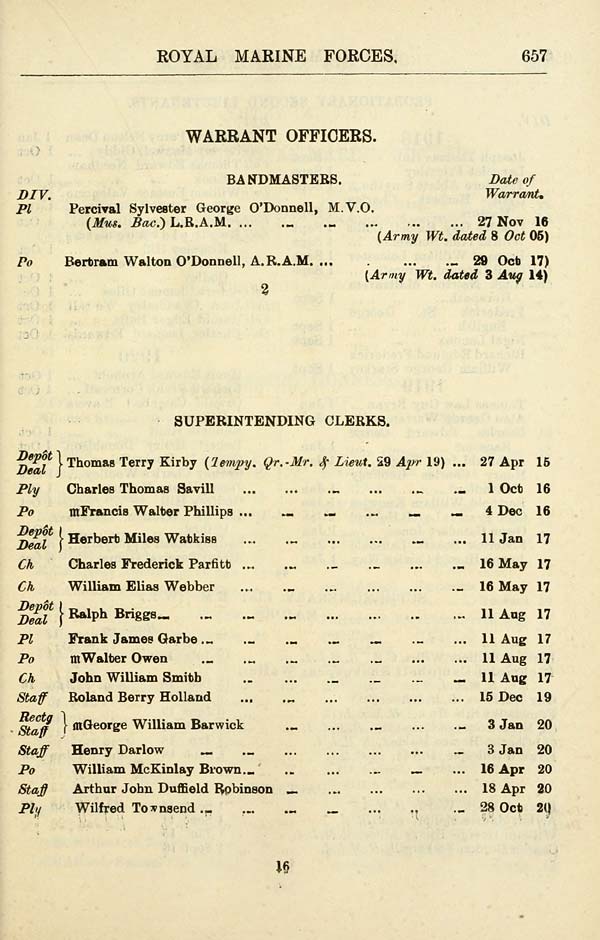 ROYAL MARINE FORCES. 657
WARRANT OFFICERS.
BANDMASTERS. Date of
DIV. Warrant.
Pl Percival Sylvester George O'Donnell, M.V.O.
(Mus. Bac.) L.R.A.M. ... ... ... ... ... ... 27 Nov 16
(Army Wt. dated 8 Oct 05)
Po Bertram Walton O'Donnell, A.R.A.M. ... . ... ... 29 Oct 17)
(Army Wt. dated 3 Aug 14)
2
SUPERINTENDING CLERKS.
Depôt Deal } Thomas Terry Kirby (Tempy. Qr.-Mr. & Lieut. 29 Apr 19) ... 27 Apr 15
Ply Charles Thomas Savill ... ... ... ... ... ... 1 Oct 16
Po mFrancis Walter Phillips ... ... ... ... ... ... 4 Dec 16
Depôt Deal } Herbert Miles Watkiss ... ... ... ... ... ... 11 Jan 17
Ch Charles Frederick Parfitt ... ... ... ... ... ... 16 May 17
Ch William Elias Webber ... ... ... ... ... ... 16 May 17
Depôt Deal } Ralph Briggs... ... ... ... ... ... ... 11 Aug 17
Pl Frank James Garbe ... ... ... ... ... ... ... 11 Aug 17
Po mWalter Owen ... ... ... ... ... ... ... 11 Aug 17
Ch John William Smith ... ... ... ... ... ... 11 Aug 17
Staff Roland Berry Holland ... ... ... ... ... ... 15 Dec 19
Rectg Staff } mGeorge William Barwick ... ... ... ... ... 3 Jan 20
Staff Henry Darlow ... ... ... ... ... ... ... 3 Jan 20
Po William McKinlay Brown... ... ... ... ... ... 16 Apr 20
Staff Arthur John Duffield Robinson ... ... ... ... ... 18 Apr 20
Ply Wilfred Townsend ... ... ... ... ... ... ... 28 Oct 20
16